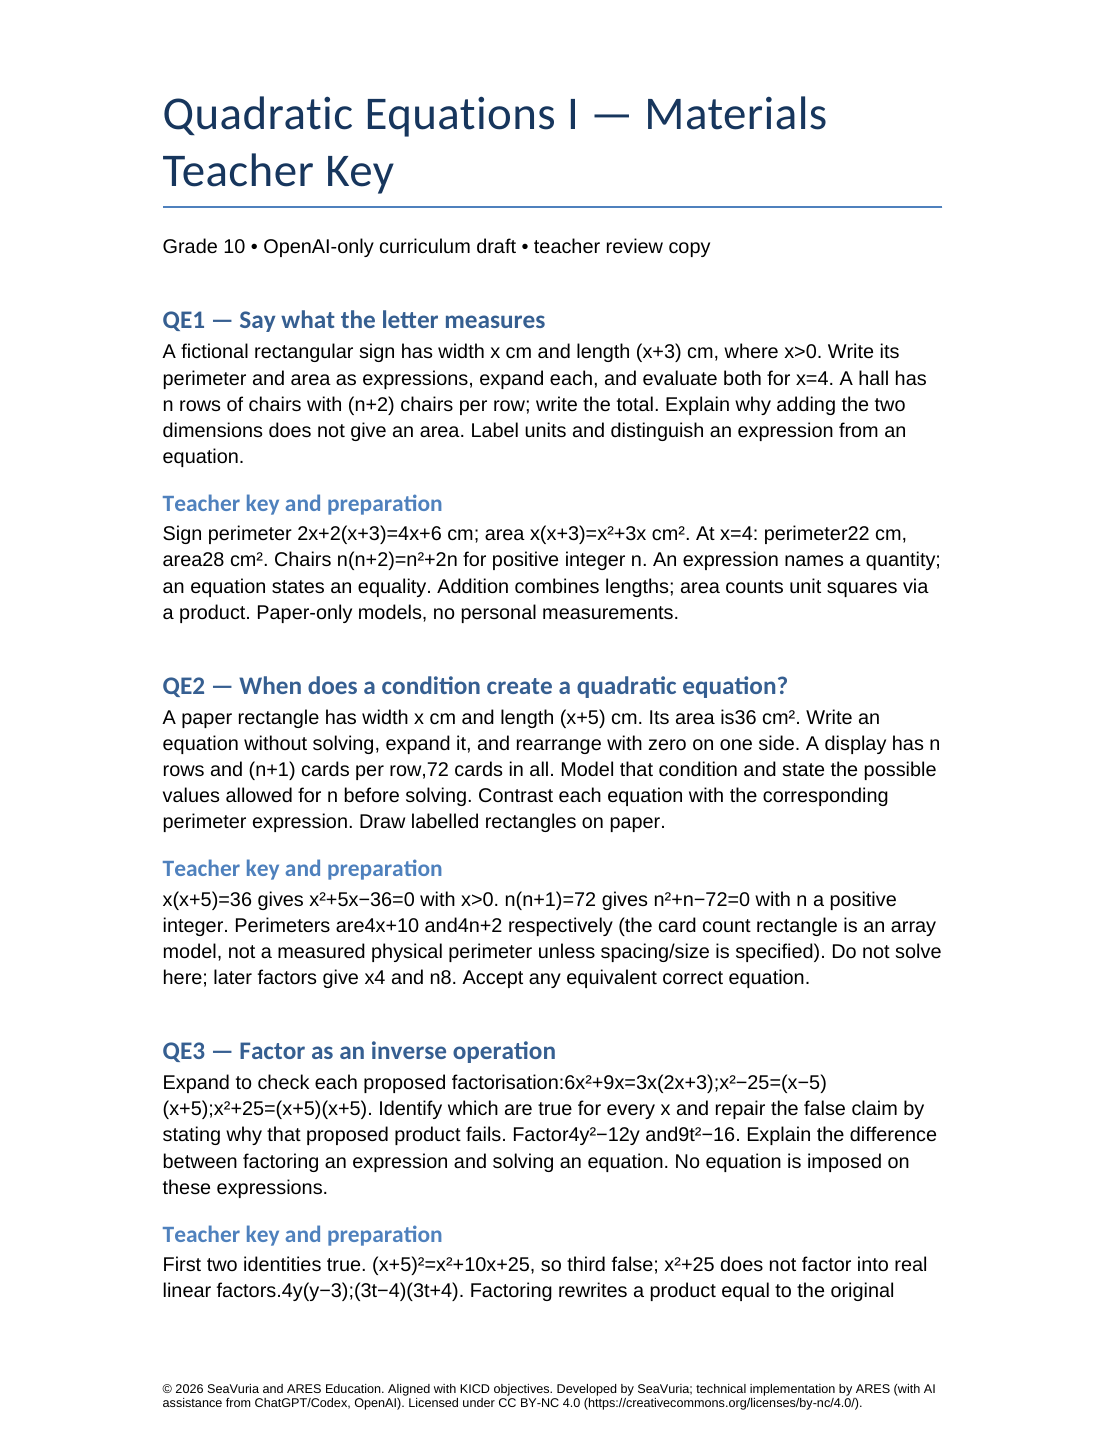 Quadratic Equations I — Materials
Teacher Key
Grade 10 • OpenAI-only curriculum draft • teacher review copy
QE1 — Say what the letter measures
A fictional rectangular sign has width x cm and length (x+3) cm, where x>0. Write its
perimeter and area as expressions, expand each, and evaluate both for x=4. A hall has
n rows of chairs with (n+2) chairs per row; write the total. Explain why adding the two
dimensions does not give an area. Label units and distinguish an expression from an
equation.
Teacher key and preparation
Sign perimeter 2x+2(x+3)=4x+6 cm; area x(x+3)=x²+3x cm². At x=4: perimeter22 cm,
area28 cm². Chairs n(n+2)=n²+2n for positive integer n. An expression names a quantity;
an equation states an equality. Addition combines lengths; area counts unit squares via
a product. Paper-only models, no personal measurements.
QE2 — When does a condition create a quadratic equation?
A paper rectangle has width x cm and length (x+5) cm. Its area is36 cm². Write an
equation without solving, expand it, and rearrange with zero on one side. A display has n
rows and (n+1) cards per row,72 cards in all. Model that condition and state the possible
values allowed for n before solving. Contrast each equation with the corresponding
perimeter expression. Draw labelled rectangles on paper.
Teacher key and preparation
x(x+5)=36 gives x²+5x−36=0 with x>0. n(n+1)=72 gives n²+n−72=0 with n a positive
integer. Perimeters are4x+10 and4n+2 respectively (the card count rectangle is an array
model, not a measured physical perimeter unless spacing/size is specified). Do not solve
here; later factors give x4 and n8. Accept any equivalent correct equation.
QE3 — Factor as an inverse operation
Expand to check each proposed factorisation:6x²+9x=3x(2x+3);x²−25=(x−5)
(x+5);x²+25=(x+5)(x+5). Identify which are true for every x and repair the false claim by
stating why that proposed product fails. Factor4y²−12y and9t²−16. Explain the difference
between factoring an expression and solving an equation. No equation is imposed on
these expressions.
Teacher key and preparation
First two identities true. (x+5)²=x²+10x+25, so third false; x²+25 does not factor into real
linear factors.4y(y−3);(3t−4)(3t+4). Factoring rewrites a product equal to the original
© 2026 SeaVuria and ARES Education. Aligned with KICD objectives. Developed by SeaVuria; technical implementation by ARES (with AI
assistance from ChatGPT/Codex, OpenAI). Licensed under CC BY-NC 4.0 (https://creativecommons.org/licenses/by-nc/4.0/).